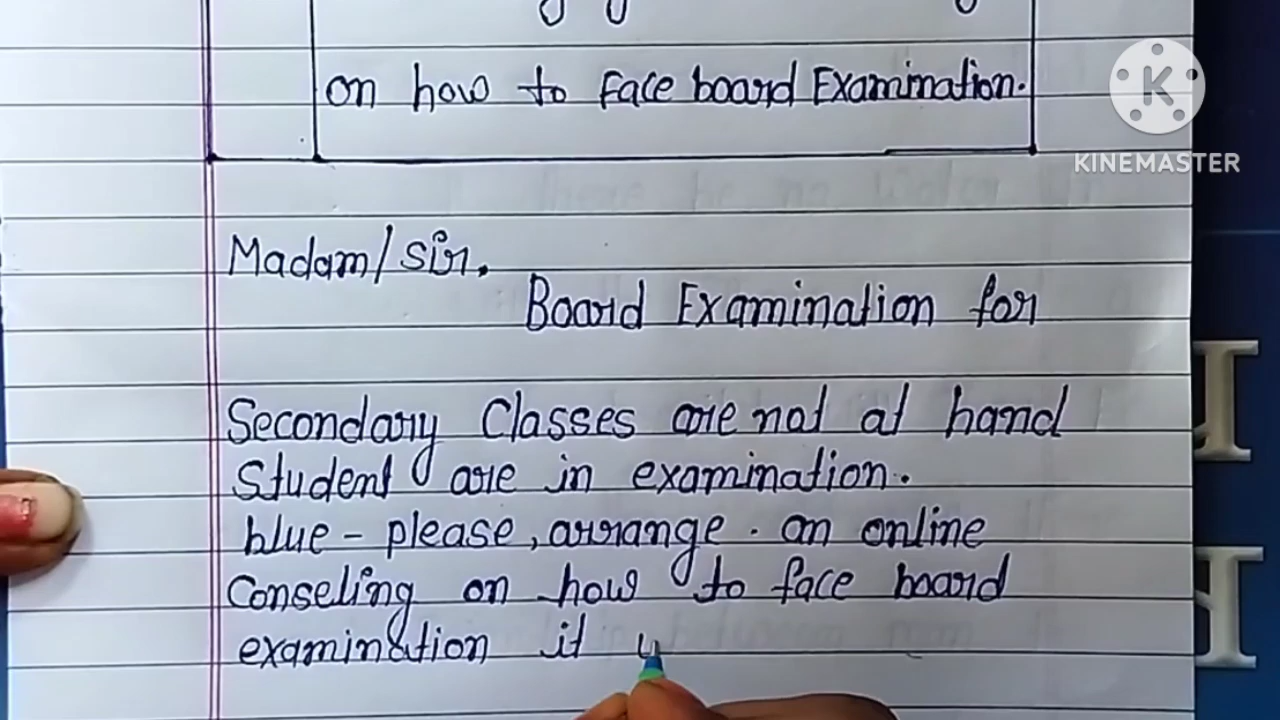 on how to face board Examination.
K
KINEMASTER
Madam/Sir.
Board Examination for
Secondary Classes are not at hand
Student are in examination.
blue - please, arrange. an online
Conseling on how to face board
examination it